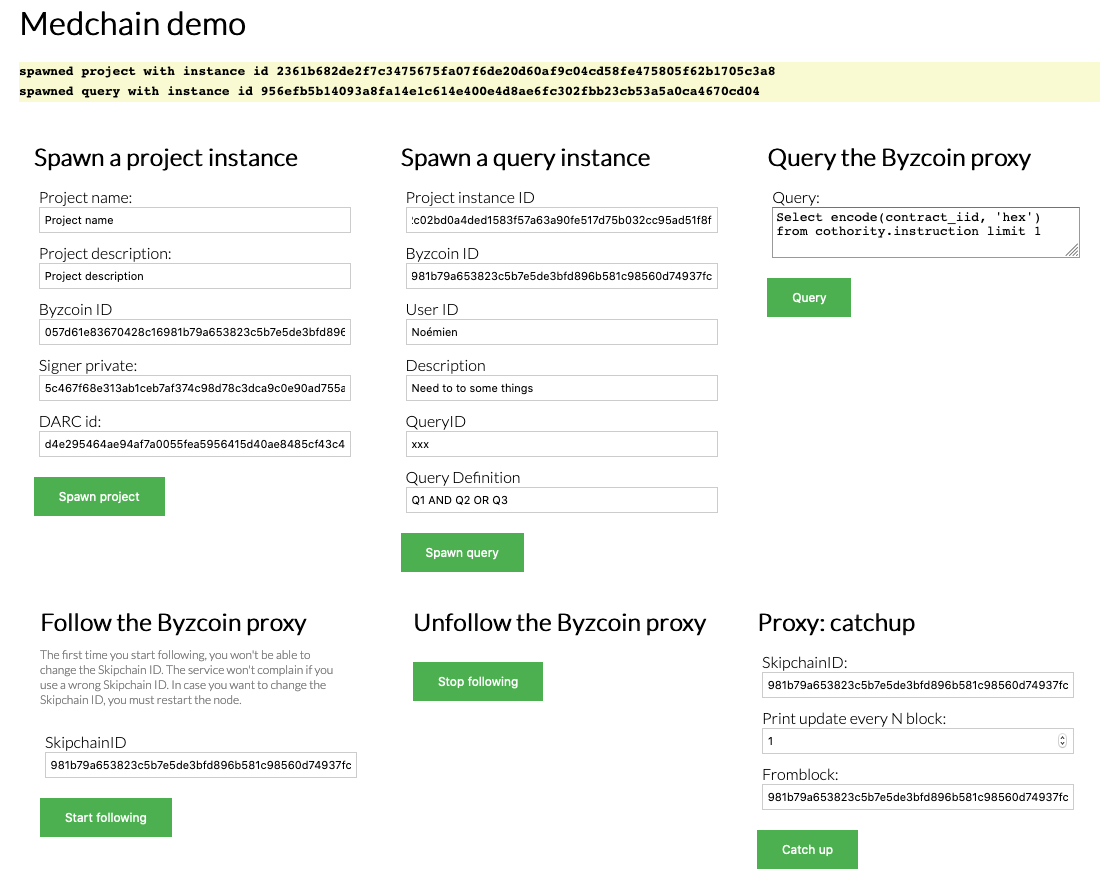 Medchain demo
spawned project with instance id 2361b682de2f7c3475675fa07f6de20d60af9c04cd58fe475805f62b1705c3a8
spawned query with instance id 956efb5b14093a8fa14e1c614e400e4d8ae6fc302fbb23cb53a5a0ca4670cd04
Spawn a project instance
Project name:
Project name
Project description:
Project description
Byzcoin ID
057d61e83670428c16981b79a653823c5b7e5de3bfd896
Signer private:
5c467f68e313ab1ceb7af374c98d78c3dca9c0e90ad755a
DARC id:
d4e295464ae94af7a0055fea5956415d40ae8485cf43c4
Spawn project
Spawn a query instance
Project instance ID
:c02bd0a4ded1583f57a63a90fe517d75b032cc95ad51f8f
Byzcoin ID
981b79a653823c5b7e5de3bfd896b581c98560d74937fc
User ID
Noémien
Description
Need to to some things
QueryID
xxx
Query Definition
Q1 AND Q2 OR Q3
Spawn query
Query the Byzcoin proxy
Query:
Select encode(contract_iid, 'hex')
from cothority.instruction limit 1
Query
Follow the Byzcoin proxy
The first time you start following, you won't be able to
change the Skipchain ID. The service won't complain if you
use a wrong Skipchain ID. In case you want to change the
Skipchain ID, you must restart the node.
SkipchainID
981b79a653823c5b7e5de3bfd896b581c98560d74937fc
Start following
Unfollow the Byzcoin proxy
Stop following
Proxy: catchup
SkipchainID:
981b79a653823c5b7e5de3bfd896b581c98560d74937fc
Print update every N block:
1
Fromblock:
981b79a653823c5b7e5de3bfd896b581c98560d74937fc
Catch up